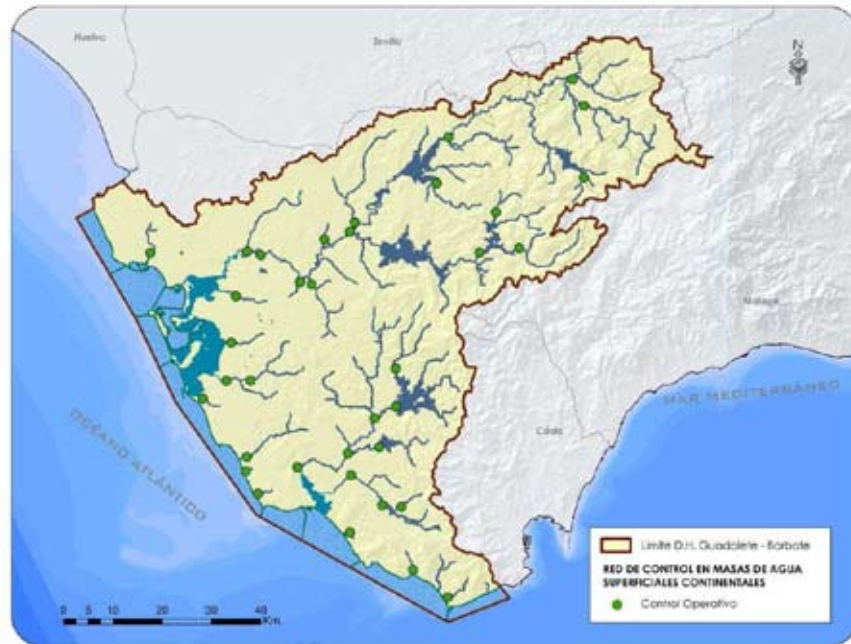 Huelva
Sevilla
Málaga
MAR MEDITERRÁNEO
Cádiz
OCÉANO ATLÁNTICO
Límite D.H. Guadalete - Barbate
RED DE CONTROL EN MASAS DE AGUA
SUPERFICIALES CONTINENTALES
Control Operativo
0 5 10 20 30 40
Km